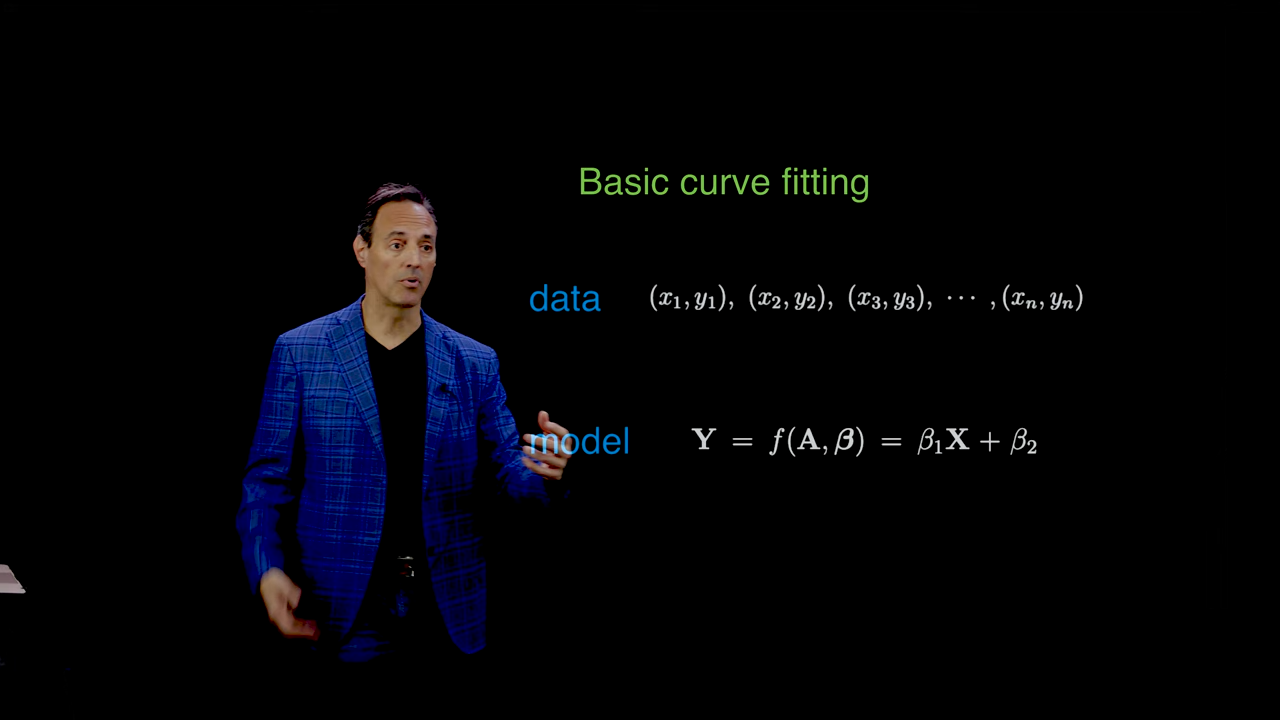 Basic curve fitting
data (x₁, y₁), (x₂, y₂), (x₃, y₃), ⋯ , (xₙ, yₙ)
model Y = f(A, β) = β₁X + β₂